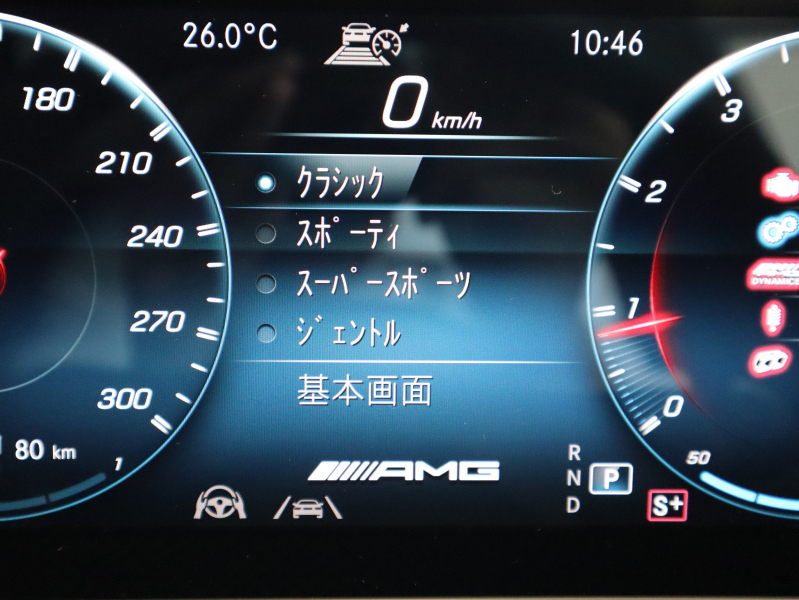 26.0°C
10:46
0 km/h
180
210
240
270
300
クラシック
スポーティ
スーパースポーツ
ジェントル
基本画面
AMG
80 km
1
3
2
1
0
50
R
N
P
D
S+
DYNAMICS